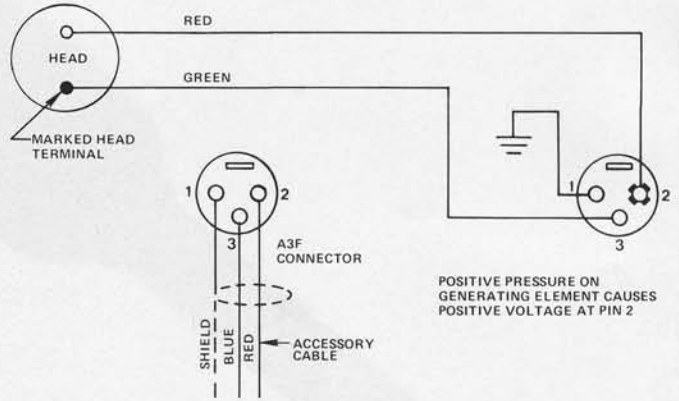 RED
HEAD
GREEN
MARKED HEAD
TERMINAL
1
2
3
A3F
CONNECTOR
1
2
3
POSITIVE PRESSURE ON
GENERATING ELEMENT CAUSES
POSITIVE VOLTAGE AT PIN 2
SHIELD
BLUE
RED
ACCESSORY
CABLE